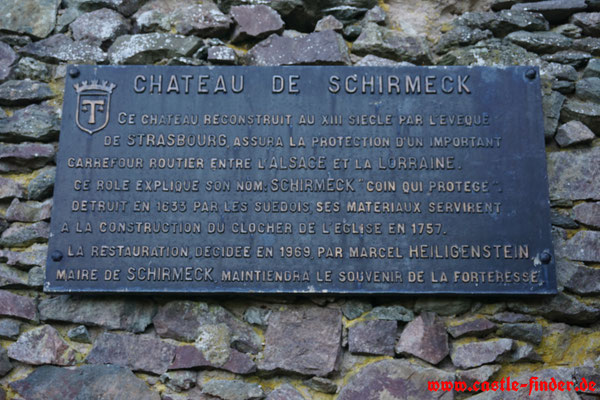 CHATEAU DE SCHIRMECK
T
CE CHATEAU RECONSTRUIT AU XIII SIECLE PAR L'EVEQUE
DE STRASBOURG, ASSURA LA PROTECTION D'UN IMPORTANT
CARREFOUR ROUTIER ENTRE L'ALSACE ET LA LORRAINE.
CE ROLE EXPLIQUE SON NOM: SCHIRMECK "COIN QUI PROTEGE".
DETRUIT EN 1633 PAR LES SUEDOIS, SES MATERIAUX SERVIRENT
A LA CONSTRUCTION DU CLOCHER DE L'EGLISE EN 1757.
LA RESTAURATION, DECIDEE EN 1969, PAR MARCEL HEILIGENSTEIN
MAIRE DE SCHIRMECK, MAINTIENDRA LE SOUVENIR DE LA FORTERESSE.
www.castle-finder.de